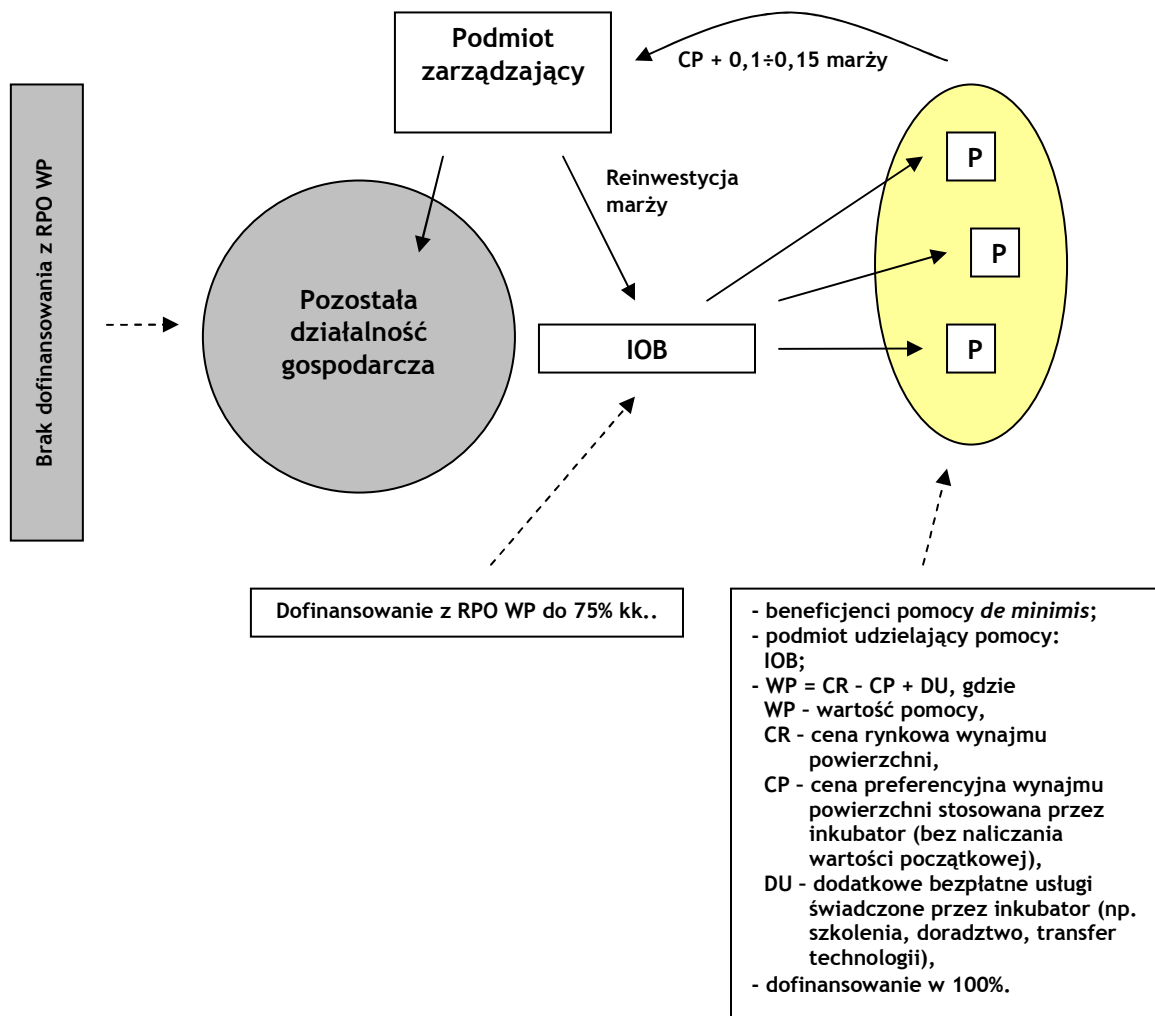 Podmiot
zarządzający
CP + 0,1÷0,15 marży
Brak dofinansowania z RPO WP
P
Reinwestycja
marży
P
Pozostała
działalność
gospodarcza
IOB
P
Dofinansowanie z RPO WP do 75% kk..
- beneficjenci pomocy de minimis;
- podmiot udzielający pomocy:
IOB;
- WP = CR – CP + DU, gdzie
WP – wartość pomocy,
CR – cena rynkowa wynajmu
powierzchni,
CP – cena preferencyjna wynajmu
powierzchni stosowana przez
inkubator (bez naliczania
wartości początkowej),
DU – dodatkowe bezpłatne usługi
świadczone przez inkubator (np.
szkolenia, doradztwo, transfer
technologii),
- dofinansowanie w 100%.